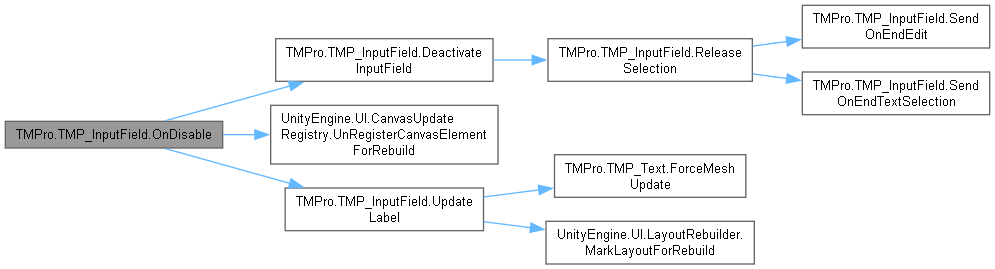 TMPro.TMP_InputField.OnDisable
TMPro.TMP_InputField.Deactivate
InputField
TMPro.TMP_InputField.Release
Selection
TMPro.TMP_InputField.Send
OnEndEdit
TMPro.TMP_InputField.Send
OnEndTextSelection
UnityEngine.UI.CanvasUpdate
Registry.UnRegisterCanvasElement
ForRebuild
TMPro.TMP_InputField.Update
Label
TMPro.TMP_Text.ForceMesh
Update
UnityEngine.UI.LayoutRebuilder.
MarkLayoutForRebuild